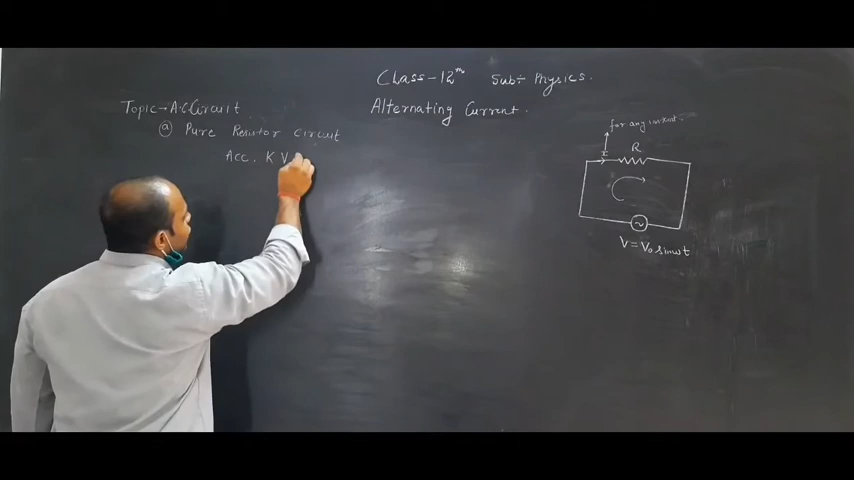 Class-12th Sub÷ Physics.
Topic→A.C.Circuit
Alternating Current.
(a) Pure Resistor circuit
Acc. K V
for any instant.
R
V = V₀ sinωt